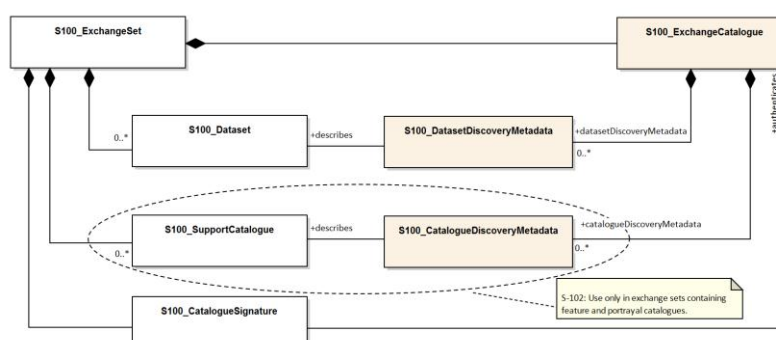 S100_ExchangeSet
S100_ExchangeCatalogue
+authenticates
S100_Dataset
+describes
S100_DatasetDiscoveryMetadata
+datasetDiscoveryMetadata
0..*
0..*
S100_SupportCatalogue
+describes
S100_CatalogueDiscoveryMetadata
+catalogueDiscoveryMetadata
0..*
0..*
S-102: Use only in exchange sets containing
feature and portrayal catalogues.
S100_CatalogueSignature